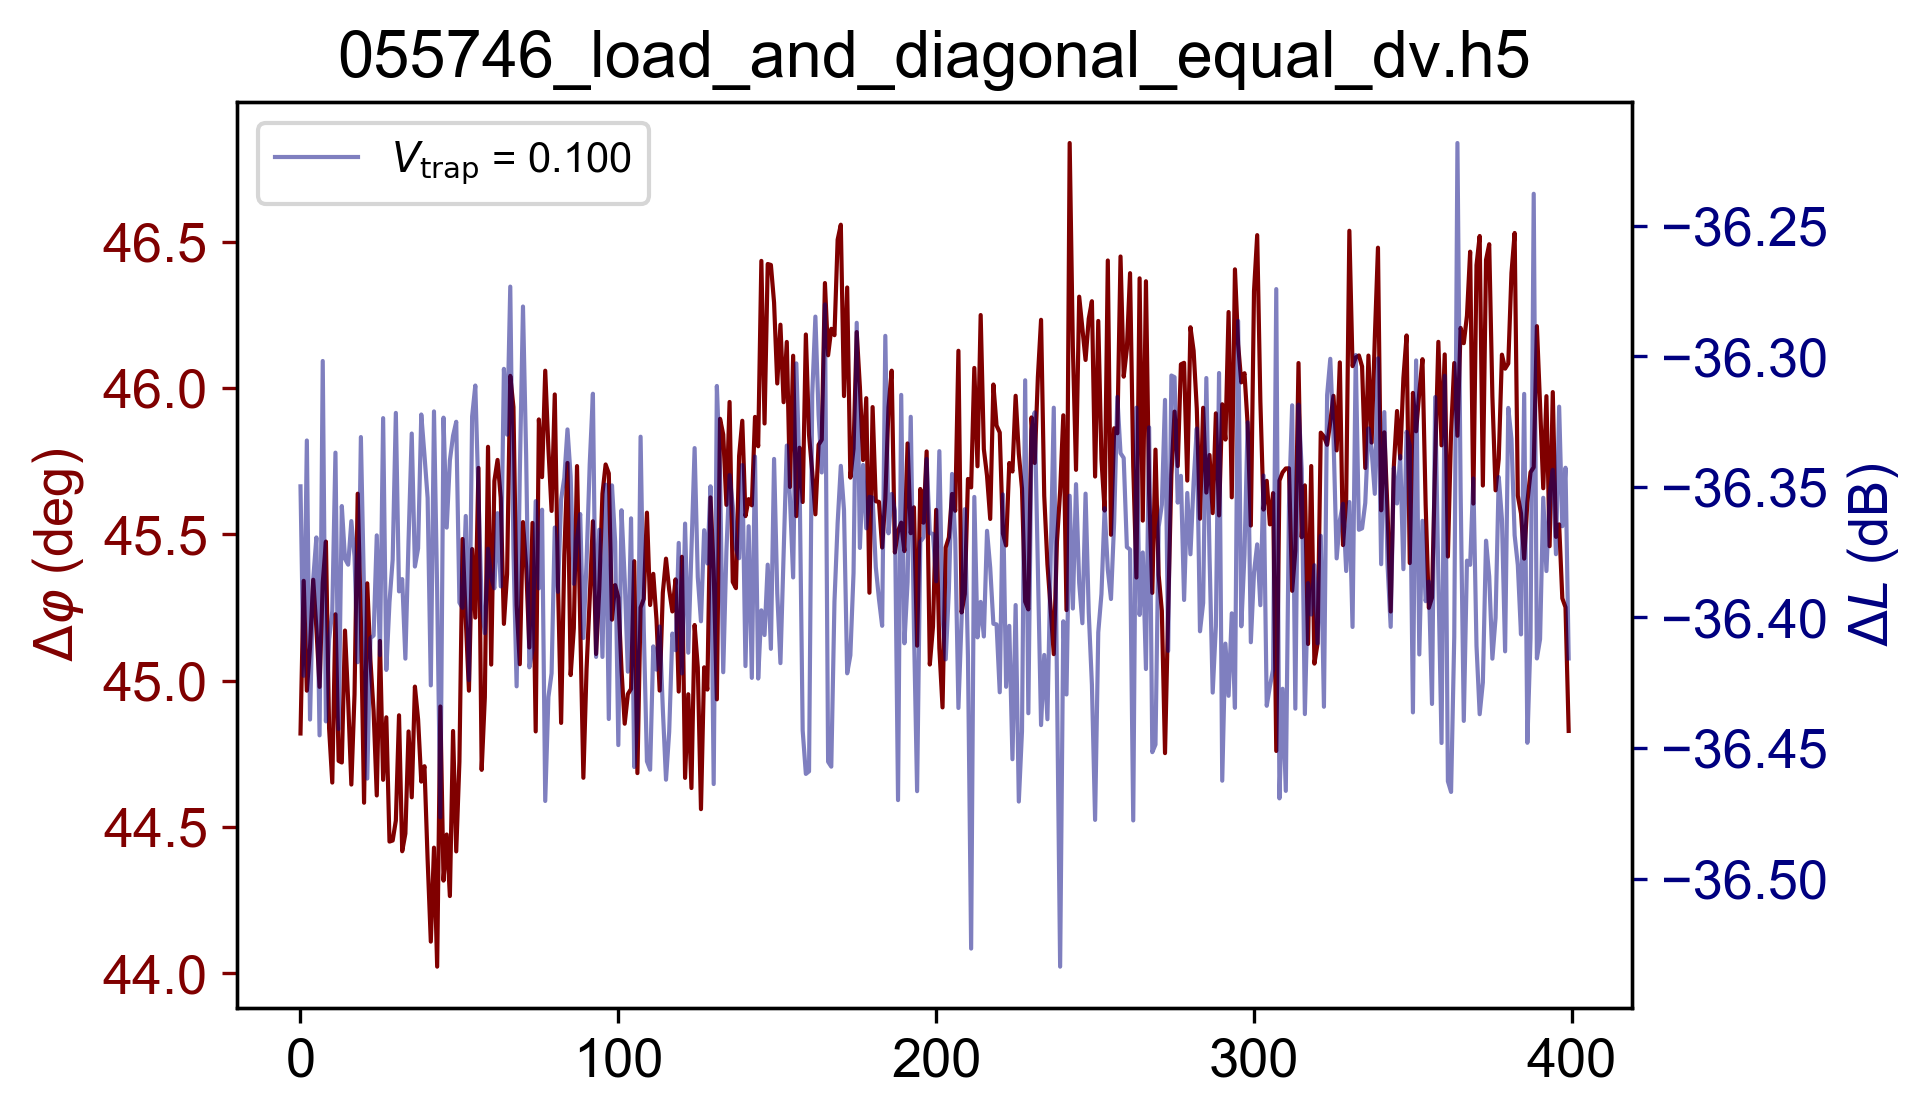 055746_load_and_diagonal_equal_dv.h5
V_trap = 0.100
46.5
46.0
45.5
45.0
44.5
44.0
Δφ (deg)
−36.25
−36.30
−36.35
−36.40
−36.45
−36.50
ΔL (dB)
0 100 200 300 400